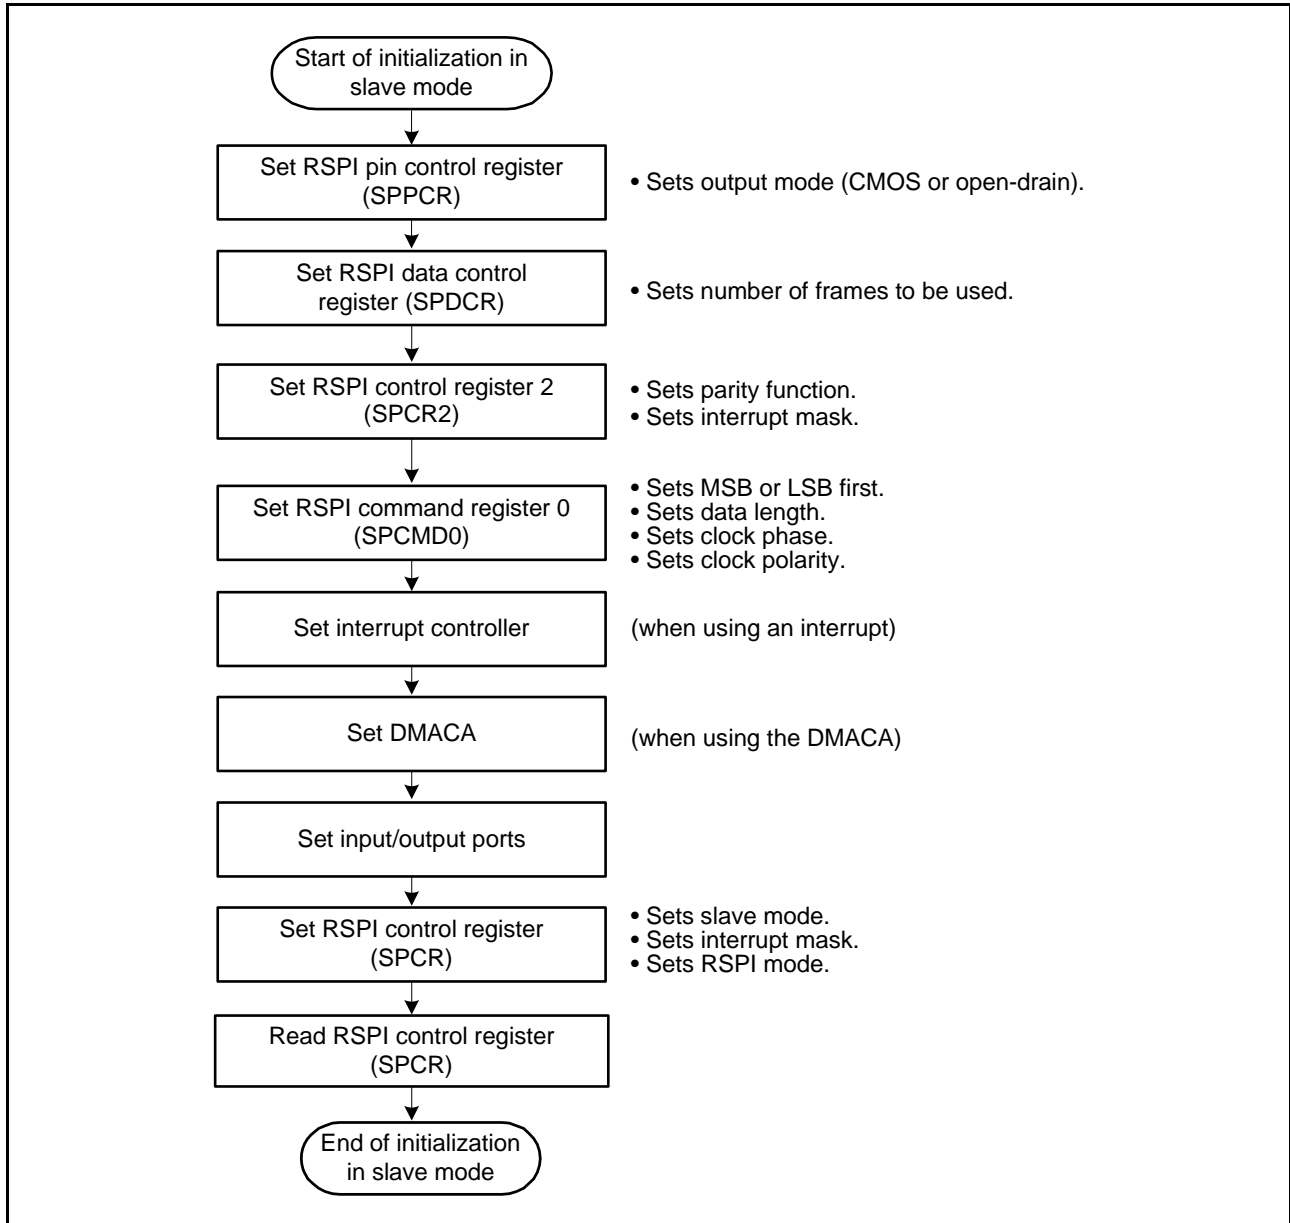 Start of initialization in
slave mode
Set RSPI pin control register
(SPPCR)
• Sets output mode (CMOS or open-drain).
Set RSPI data control
register (SPDCR)
• Sets number of frames to be used.
Set RSPI control register 2
(SPCR2)
• Sets parity function.
• Sets interrupt mask.
Set RSPI command register 0
(SPCMD0)
• Sets MSB or LSB first.
• Sets data length.
• Sets clock phase.
• Sets clock polarity.
Set interrupt controller
(when using an interrupt)
Set DMACA
(when using the DMACA)
Set input/output ports
Set RSPI control register
(SPCR)
• Sets slave mode.
• Sets interrupt mask.
• Sets RSPI mode.
Read RSPI control register
(SPCR)
End of initialization
in slave mode